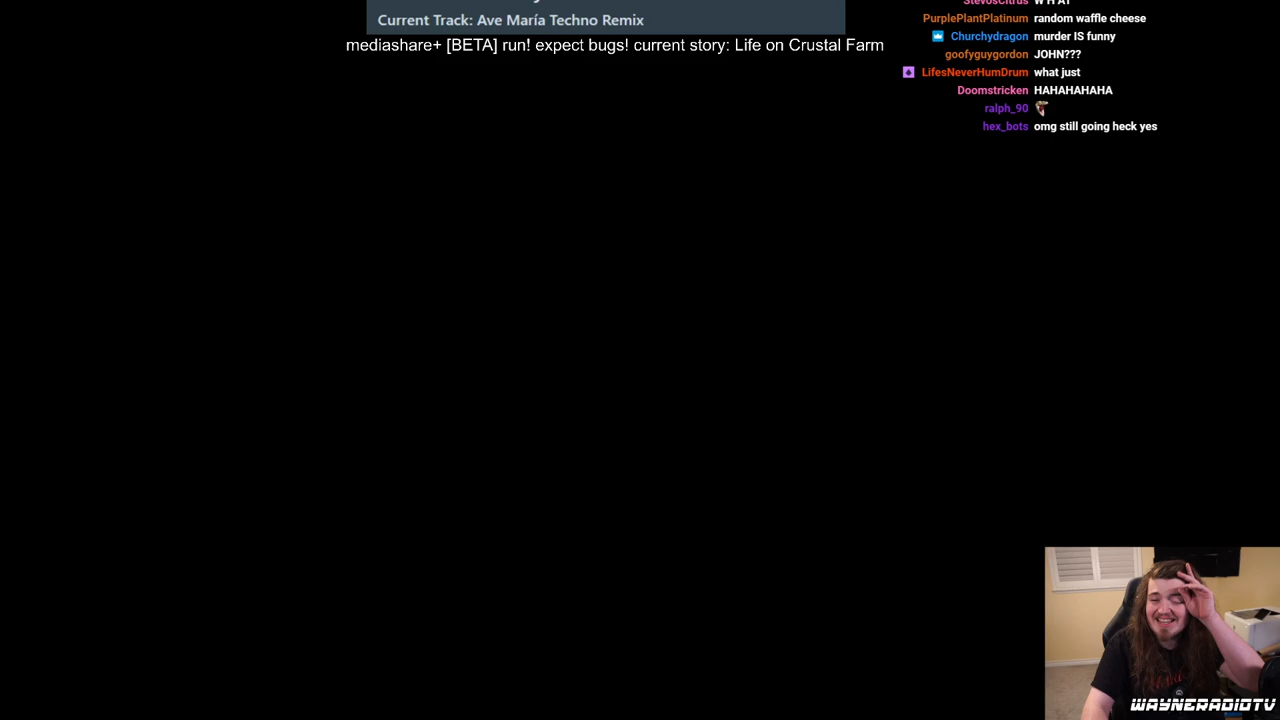 Current Track: Ave María Techno Remix
mediashare+ [BETA] run! expect bugs! current story: Life on Crustal Farm
StevosCitrus W H AT
PurplePlantPlatinum random waffle cheese
Churchydragon murder IS funny
goofyguygordon JOHN???
LifesNeverHumDrum what just
Doomstricken HAHAHAHAHA
ralph_90
hex_bots omg still going heck yes
WAYNERADIOTV